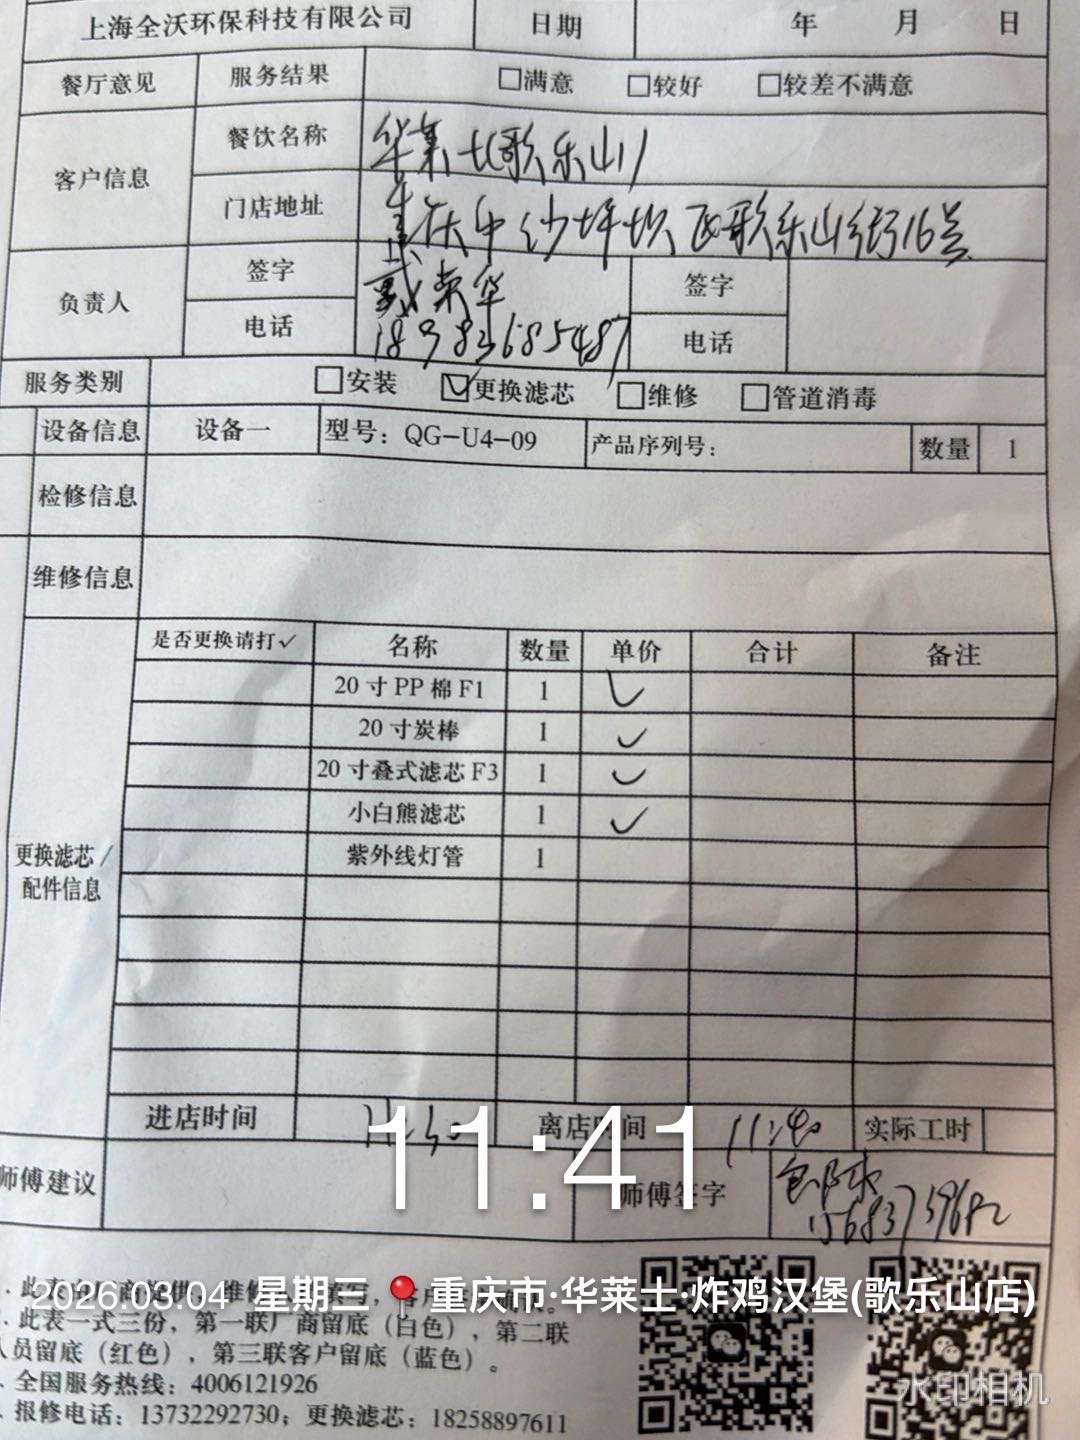 上海全沃环保科技有限公司 日期 年 月 日
餐厅意见 服务结果 □满意 □较好 □较差不满意
客户信息 餐饮名称 华莱士(歌乐山)
门店地址 重庆市沙坪坝区歌乐山街16号
负责人 签字 戴荣华 签字
电话 18983685487 电话
服务类别 □安装 ☑更换滤芯 □维修 □管道消毒
设备信息 设备一 型号：QG-U4-09 产品序列号： 数量 1
检修信息
维修信息
是否更换请打✓ 名称 数量 单价 合计 备注
20寸PP棉F1 1 ✓
20寸炭棒 1 ✓
20寸叠式滤芯F3 1 ✓
小白熊滤芯 1 ✓
更换滤芯/
配件信息
紫外线灯管 1
进店时间 11:30 离店时间 11:40 实际工时
11:41
师傅建议 师傅签字
2026.03.04 星期三 重庆市·华莱士·炸鸡汉堡(歌乐山店)
此表一式三份，第一联厂商留底（白色），第二联
人员留底（红色），第三联客户留底（蓝色）。
全国服务热线：4006121926
报修电话：13732292730；更换滤芯：18258897611
水印相机